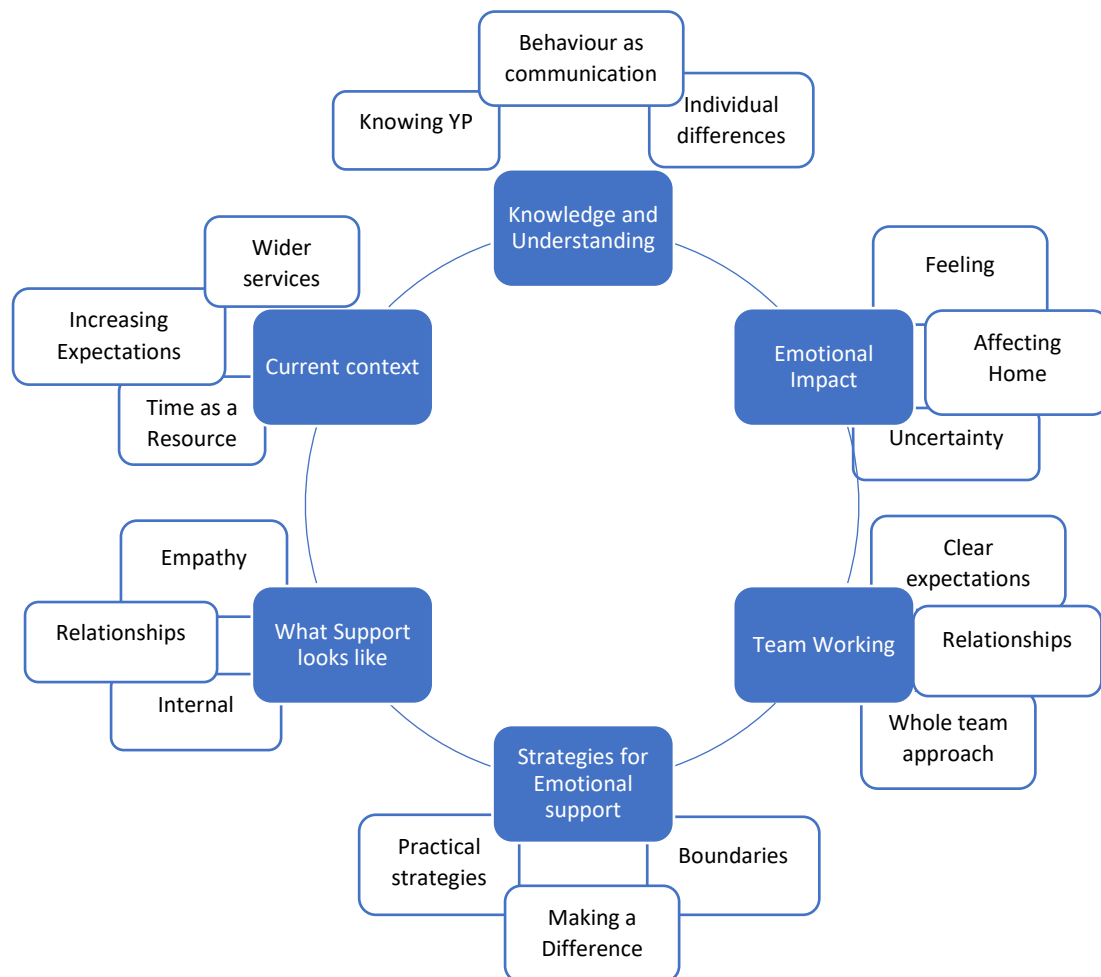 Behaviour as
communication
Knowing YP
Individual
differences
Knowledge and
Understanding
Wider
services
Increasing
Expectations
Time as a
Resource
Current context
Feeling
Affecting
Home
Uncertainty
Emotional
Impact
Empathy
Relationships
Internal
What Support
looks like
Clear
expectations
Relationships
Whole team
approach
Team Working
Strategies for
Emotional
support
Practical
strategies
Boundaries
Making a
Difference